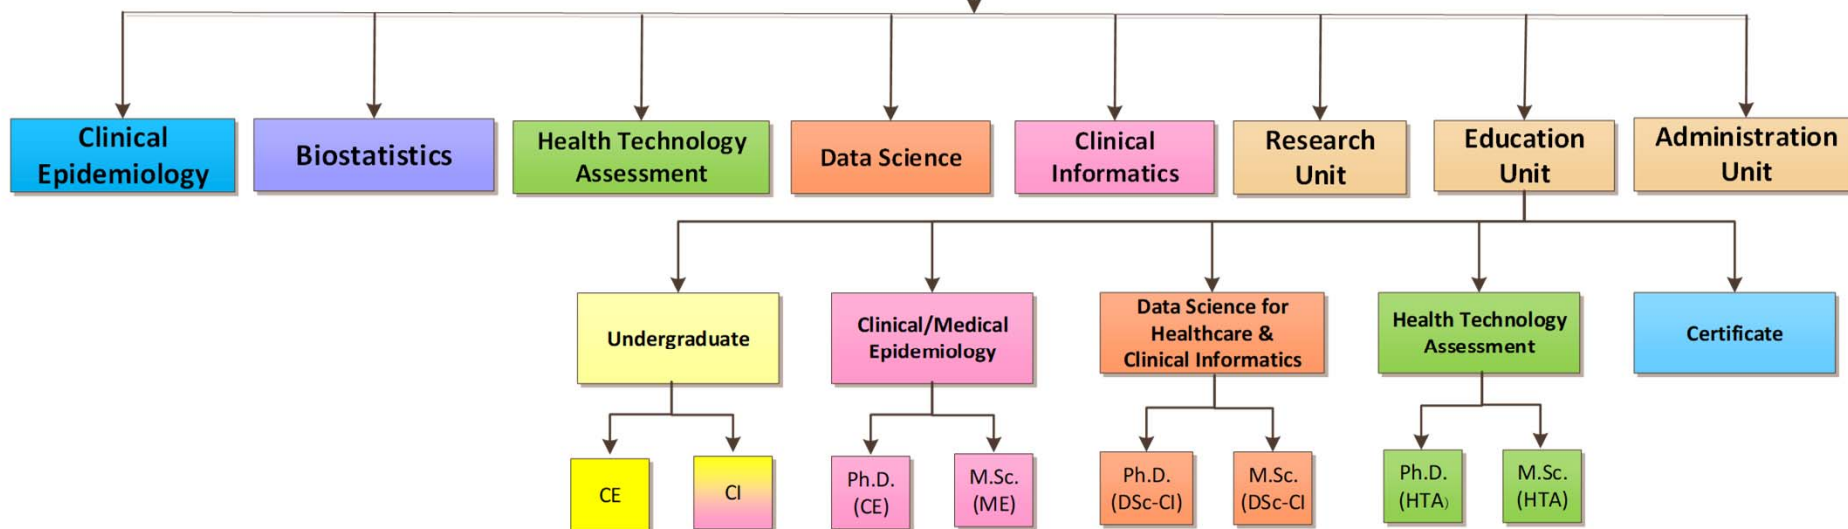 Clinical
Epidemiology
Biostatistics
Health Technology
Assessment
Data Science
Clinical
Informatics
Research
Unit
Education
Unit
Administration
Unit
Undergraduate
Clinical/Medical
Epidemiology
Data Science for
Healthcare &
Clinical Informatics
Health Technology
Assessment
Certificate
CE
CI
Ph.D.
(CE)
M.Sc.
(ME)
Ph.D.
(DSc-CI)
M.Sc.
(DSc-CI
Ph.D.
(HTA)
M.Sc.
(HTA)